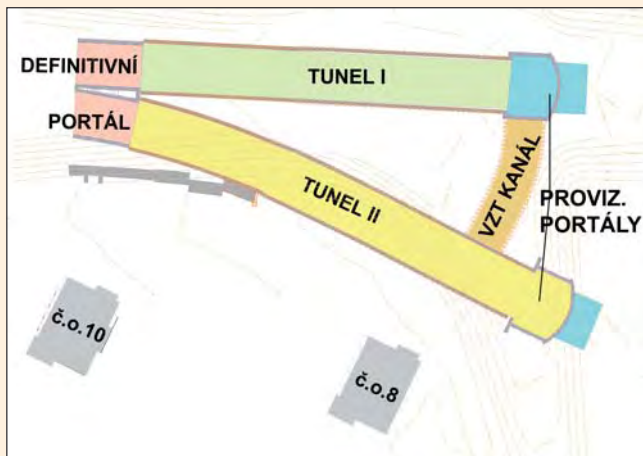 DEFINITIVNÍ
PORTÁL
TUNEL I
TUNEL II
VZT KANÁL
PROVIZ.
PORTÁLY
č.o.10
č.o.8